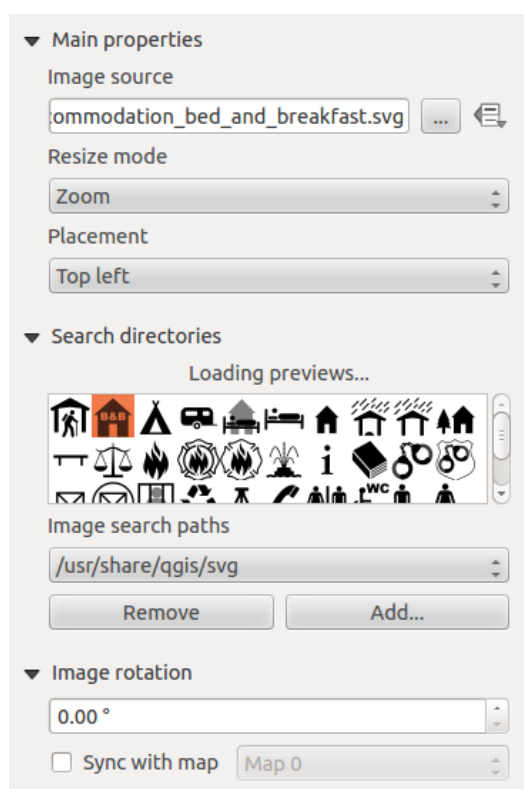 Main properties
Image source
ommodation_bed_and_breakfast.svg ...
Resize mode
Zoom
Placement
Top left
Search directories
Loading previews...
B&B
i
WC
Image search paths
/usr/share/qgis/svg
Remove Add...
Image rotation
0.00 °
Sync with map Map 0